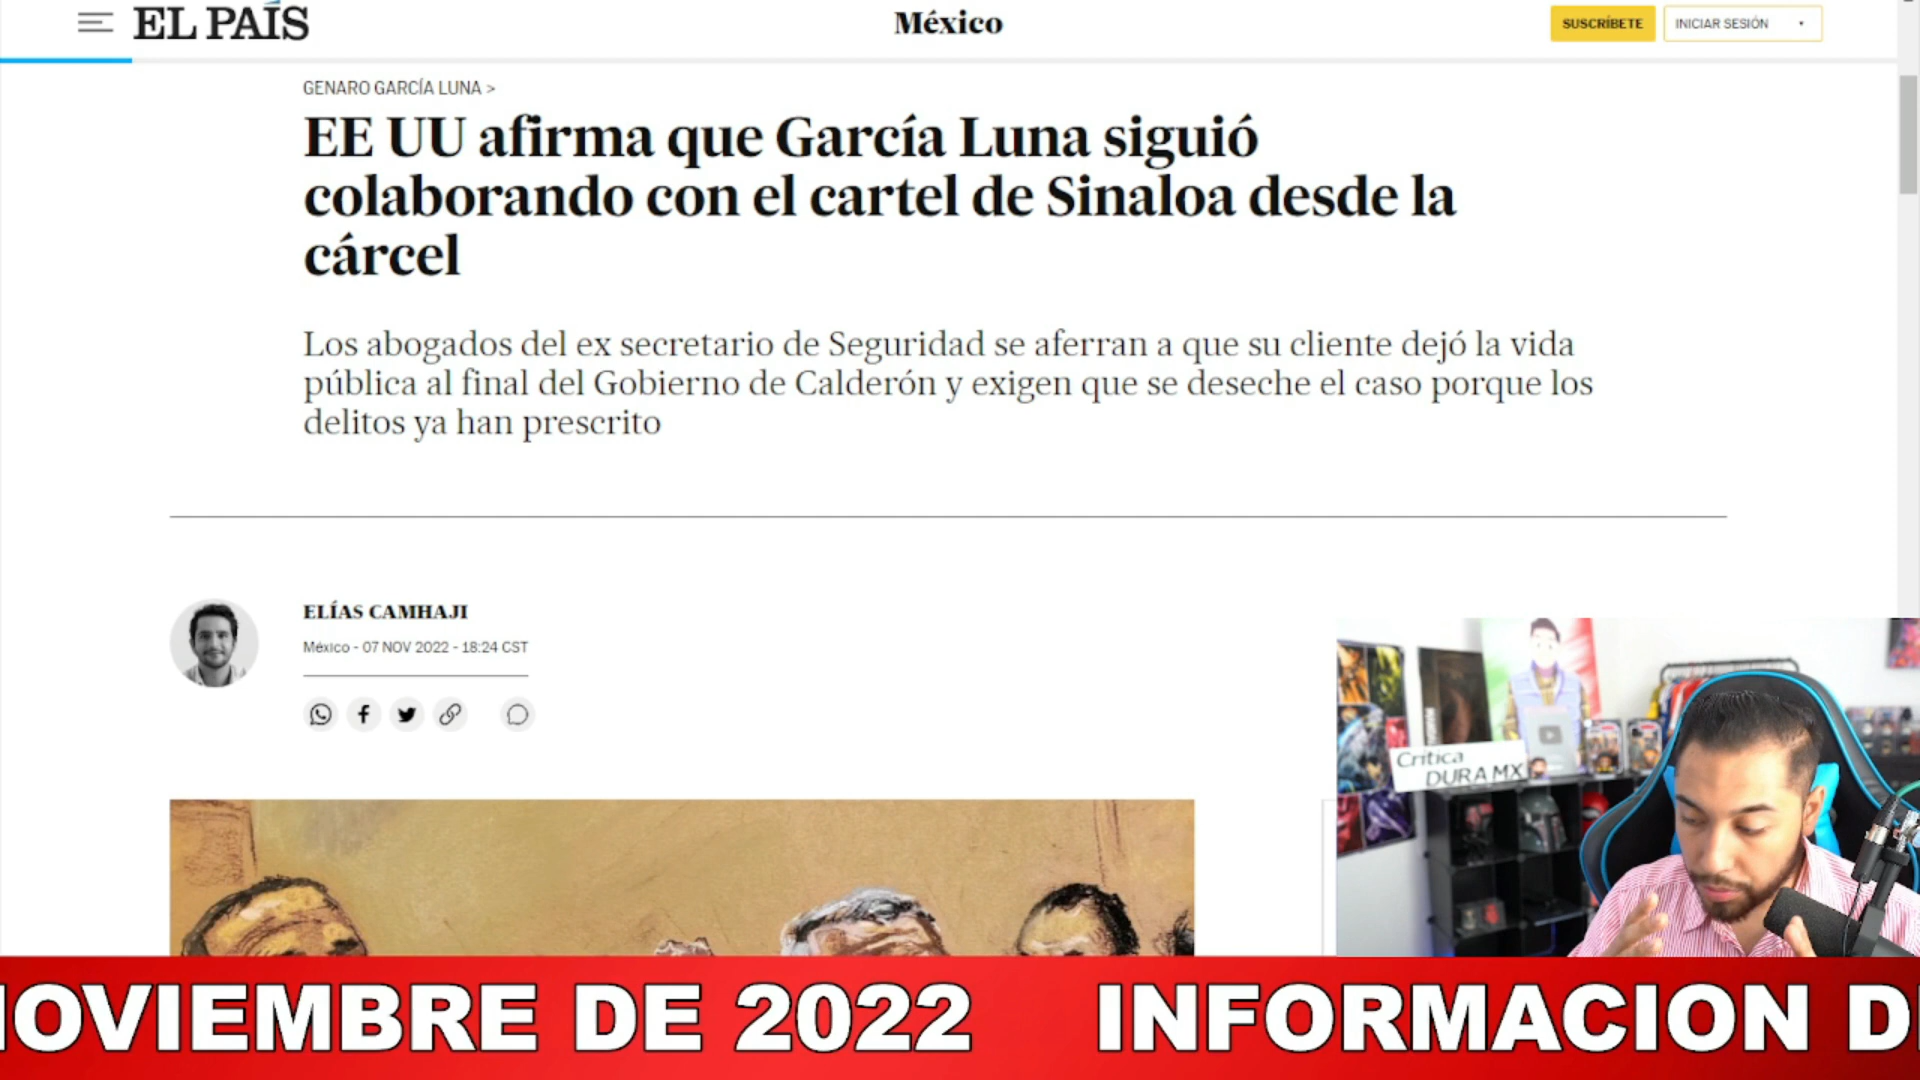 EL PAÍS
México
SUSCRÍBETE
INICIAR SESIÓN
GENARO GARCÍA LUNA >
EE UU afirma que García Luna siguió
colaborando con el cartel de Sinaloa desde la
cárcel
Los abogados del ex secretario de Seguridad se aferran a que su cliente dejó la vida
pública al final del Gobierno de Calderón y exigen que se deseche el caso porque los
delitos ya han prescrito
ELÍAS CAMHAJI
México - 07 NOV 2022 - 18:24 CST
Crítica
DURA MX
IOVIEMBRE DE 2022 INFORMACION D